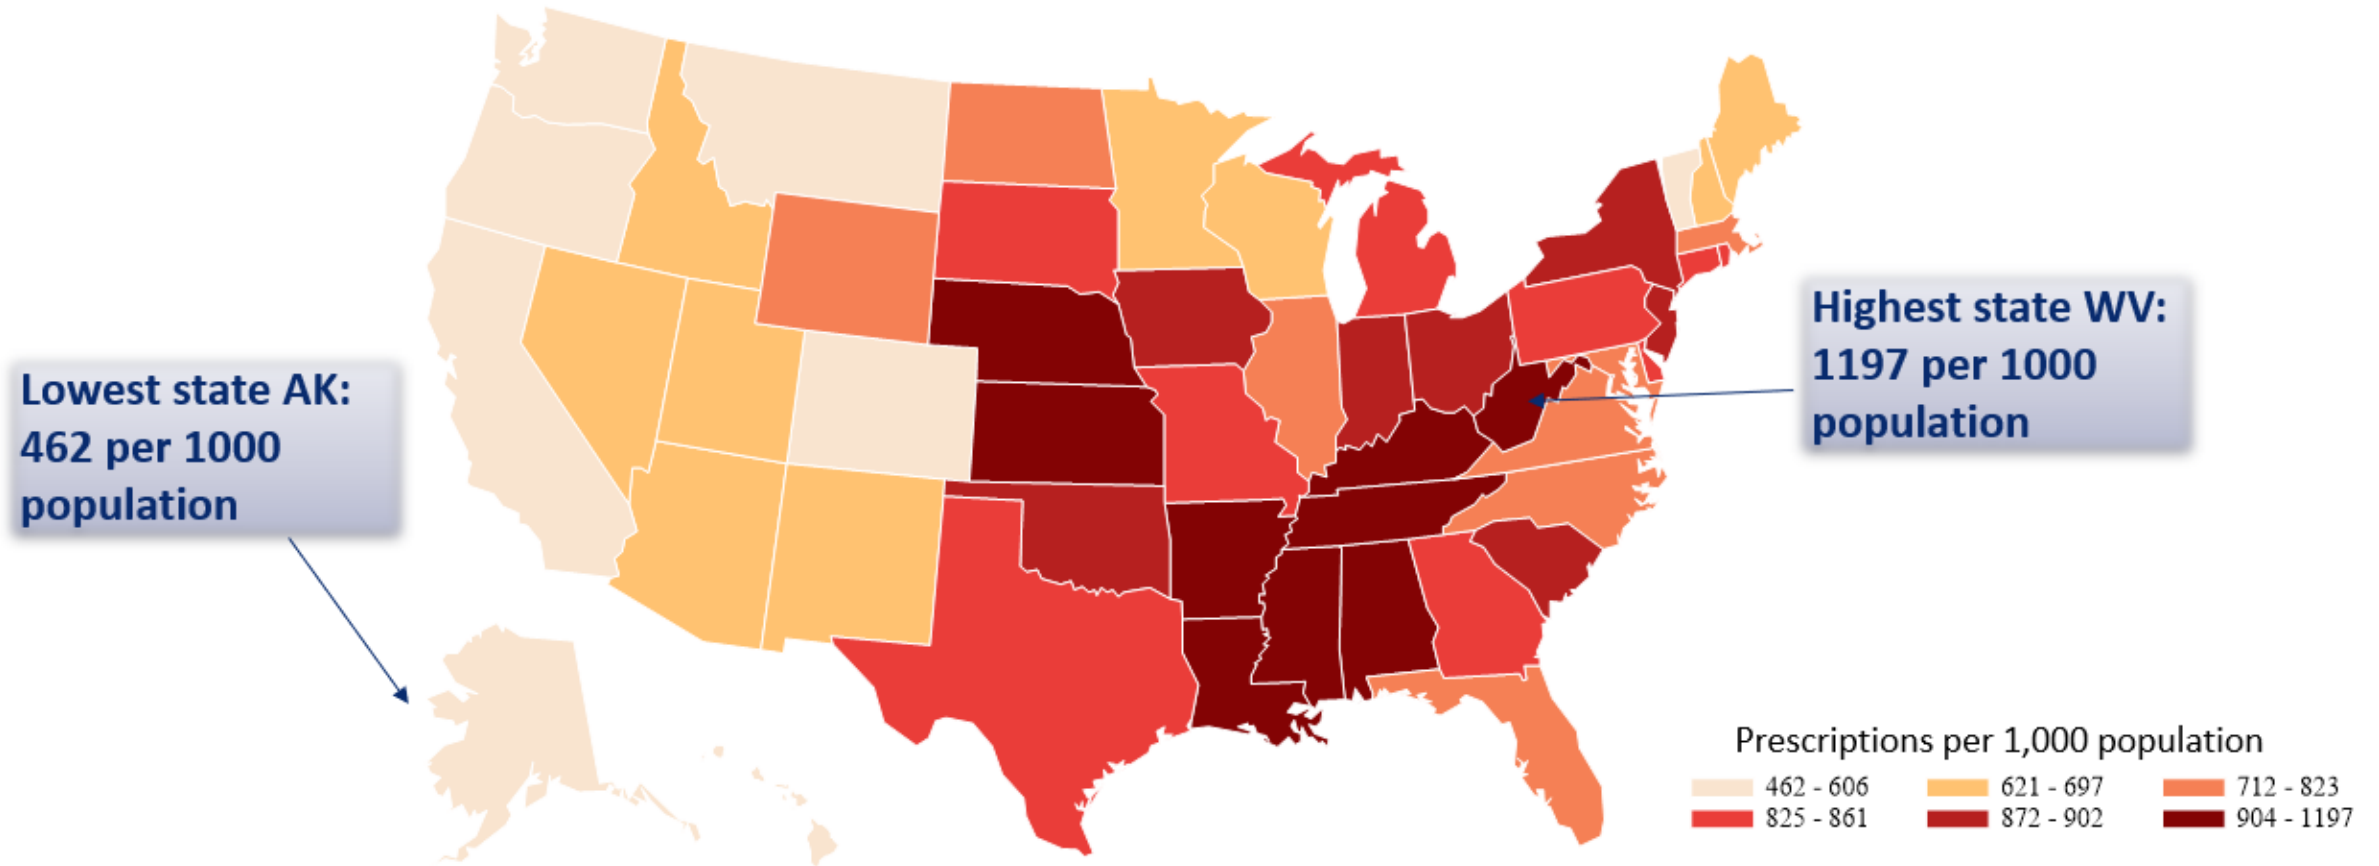 Lowest state AK:
462 per 1000
population
Highest state WV:
1197 per 1000
population
Prescriptions per 1,000 population
462 - 606
621 - 697
712 - 823
825 - 861
872 - 902
904 - 1197